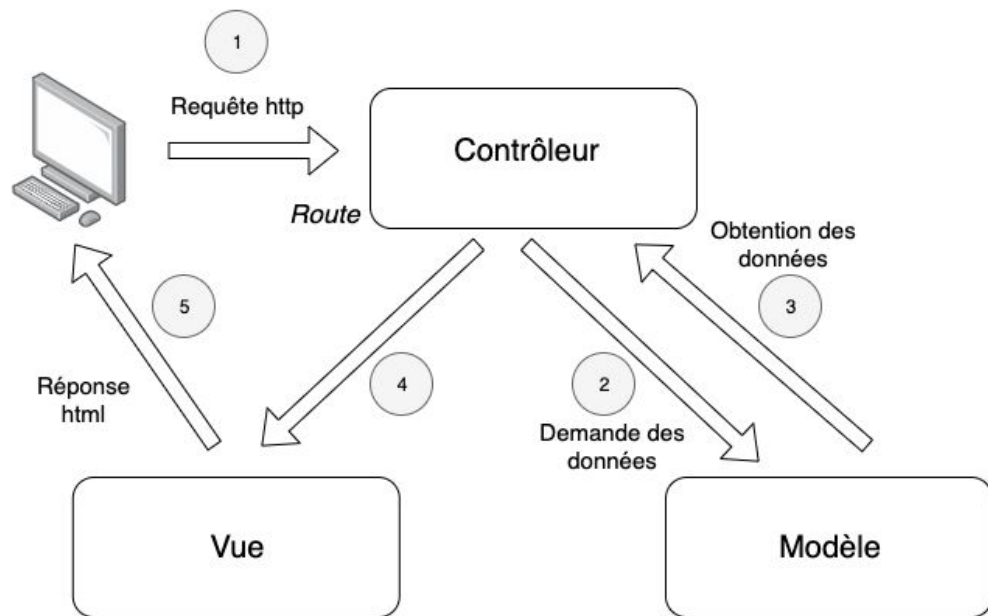 1
Requête http
Contrôleur
Route
Obtention des
données
3
5
4
2
Réponse
html
Demande des
données
Vue
Modèle